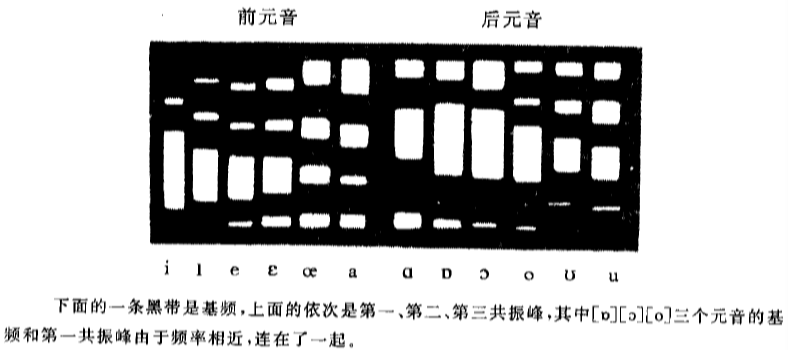 前元音 后元音
i ɪ e ɛ œ a ɑ ɒ ɔ o ʊ u
下面的一条黑带是基频,上面的依次是第一、第二、第三共振峰,其中[ɒ][ɔ][o]三个元音的基
频和第一共振峰由于频率相近,连在了一起。